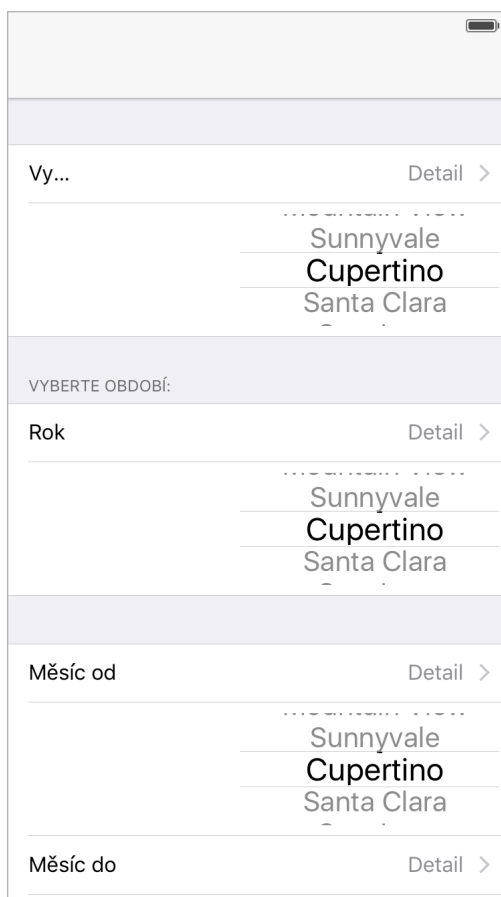 Vy...
Detail
Sunnyvale
Cupertino
Santa Clara
VYBERTE OBDOBÍ:
Rok
Detail
Sunnyvale
Cupertino
Santa Clara
Měsíc od
Detail
Sunnyvale
Cupertino
Santa Clara
Měsíc do
Detail